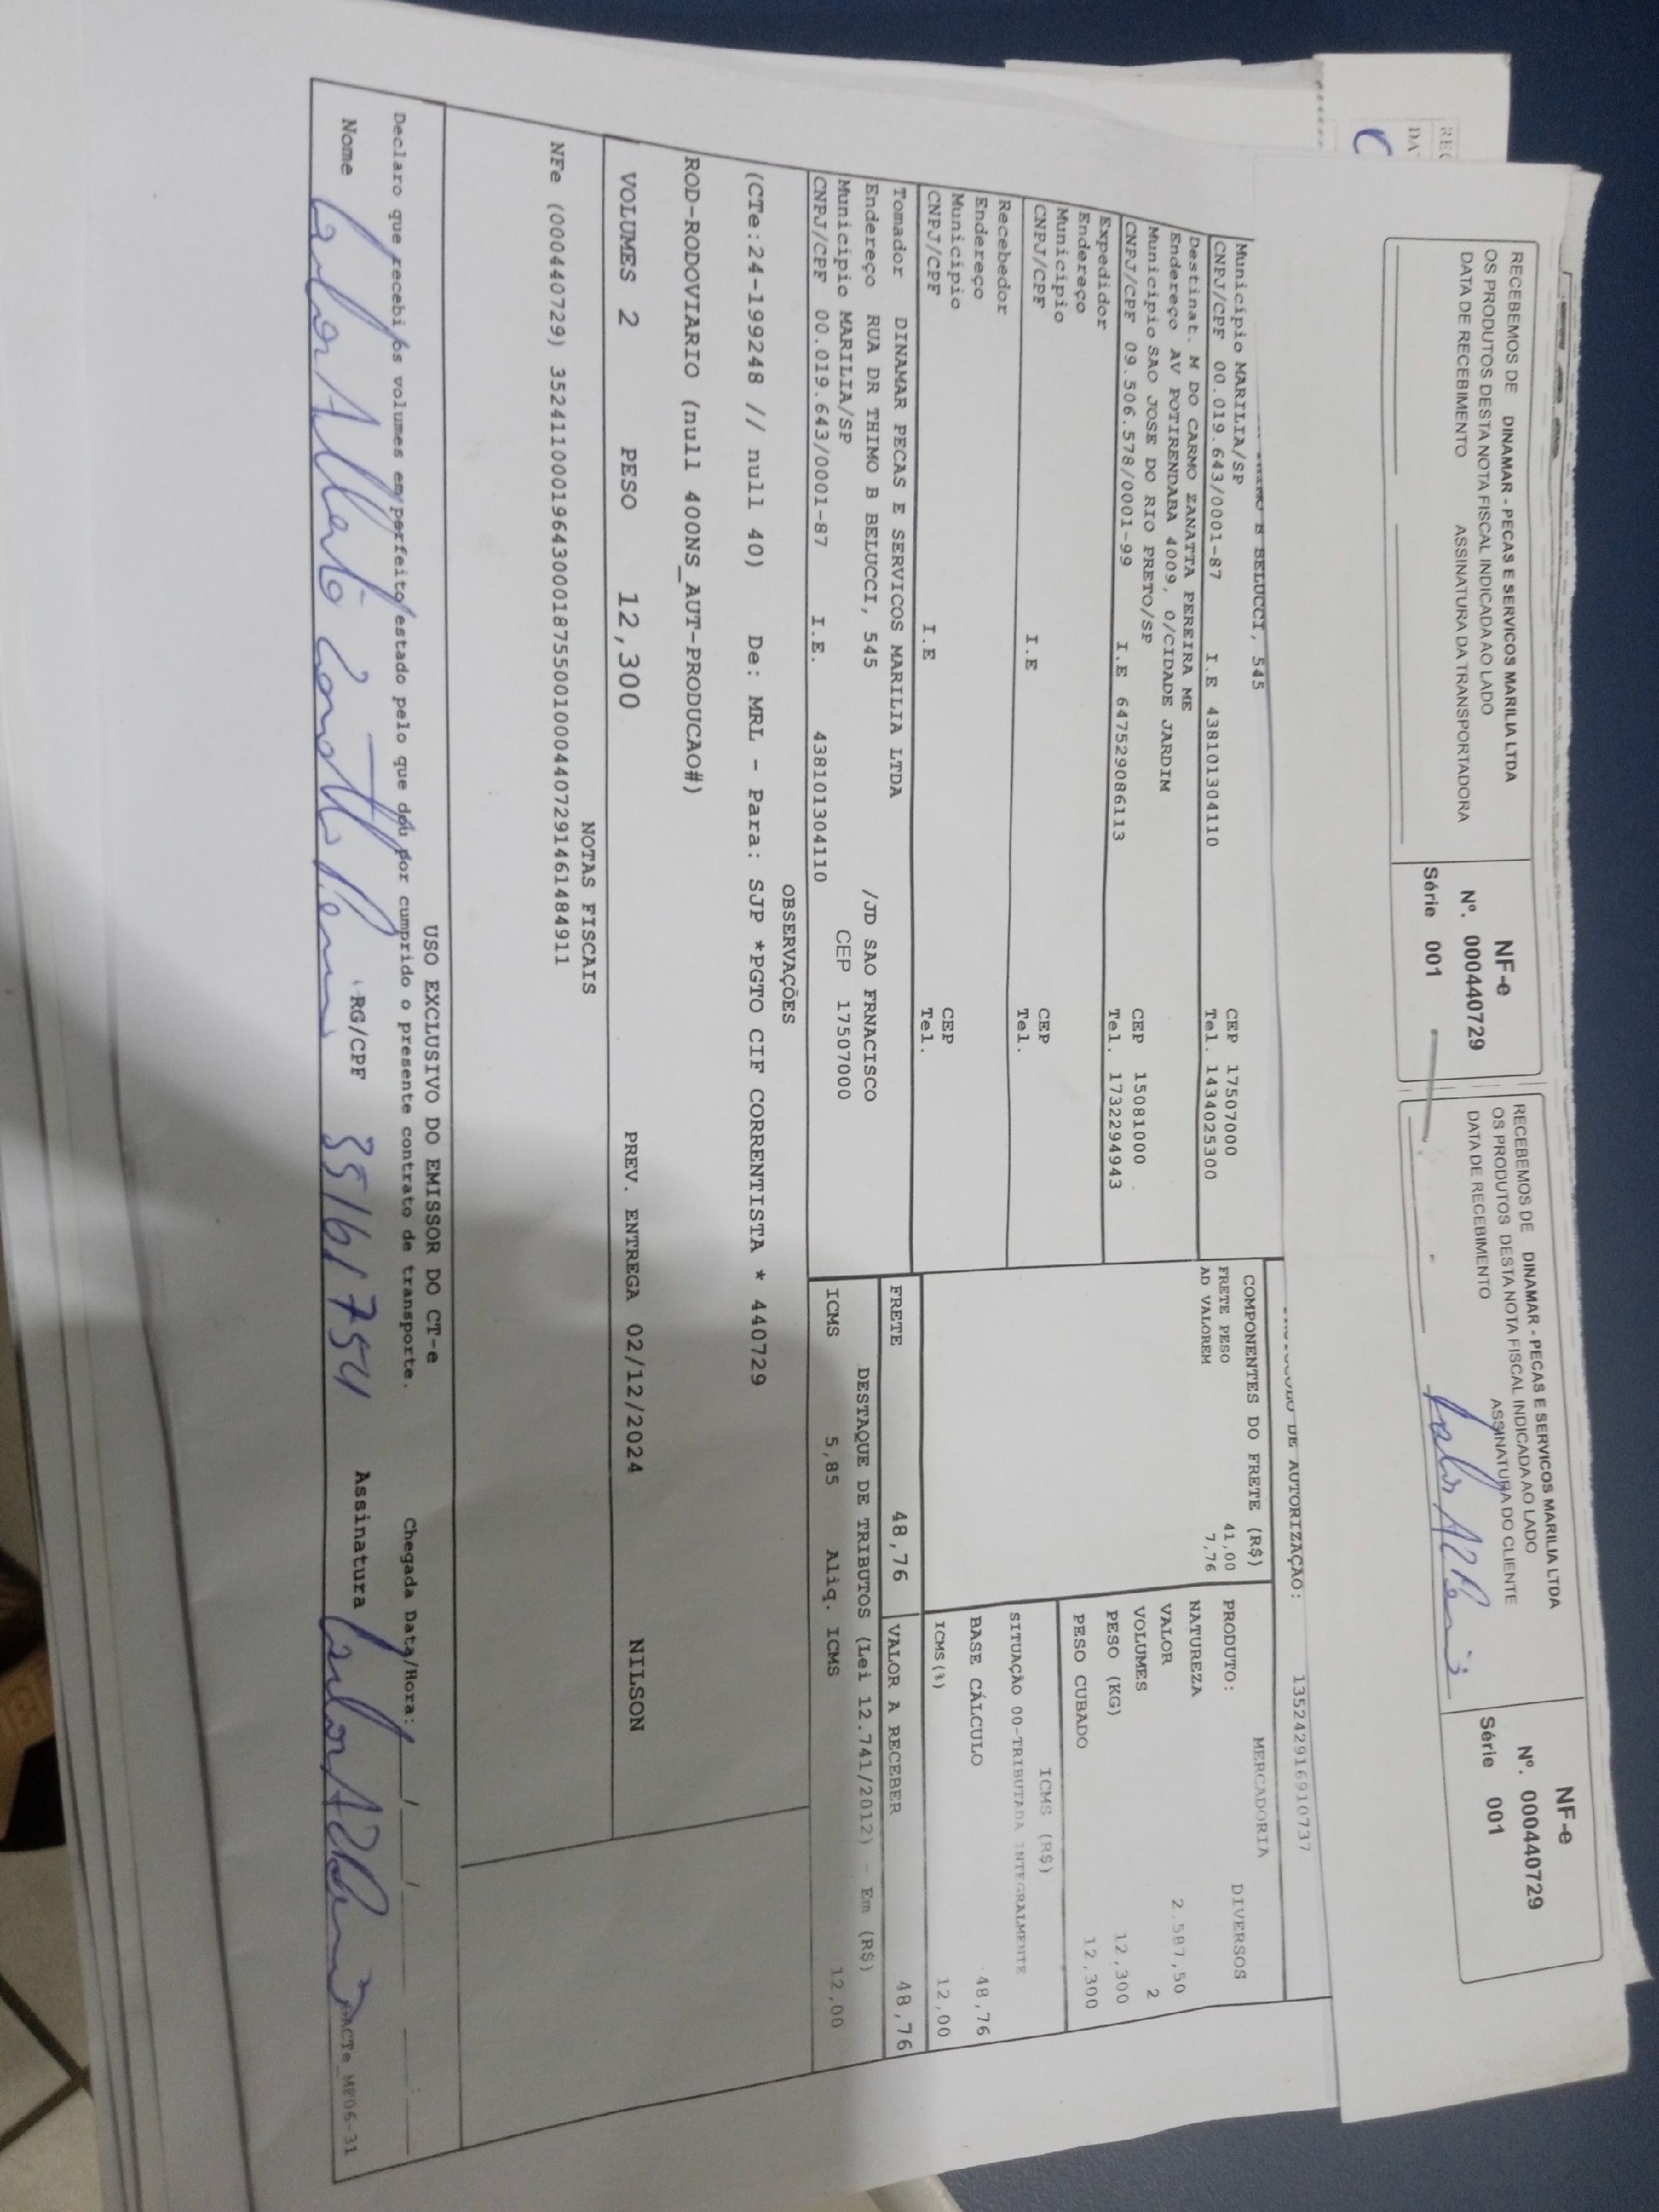 REC
DA
RECEBEMOS DE DINAMAR - PECAS E SERVICOS MARILIA LTDA
OS PRODUTOS DESTA NOTA FISCAL INDICADA AO LADO
DATA DE RECEBIMENTO ASSINATURA DA TRANSPORTADORA
NF-e
Nº. 000440729
Série 001
RECEBEMOS DE DINAMAR - PECAS E SERVICOS MARILIA LTDA
OS PRODUTOS DESTA NOTA FISCAL INDICADA AO LADO
DATA DE RECEBIMENTO ASSINATURA DO CLIENTE
NF-e
Nº. 000440729
Série 001
DE AUTORIZAÇÃO: 135242916910737
B BELUCCI, 545
Municipio MARILIA/SP CEP 17507000
CNPJ/CPF 00.019.643/0001-87 I.E 438101304110 Tel. 1434025300
Destinat. M DO CARMO ZANATTA PEREIRA ME
Endereço AV POTIRENDABA 4009, 0/CIDADE JARDIM
Municipio SAO JOSE DO RIO PRETO/SP CEP 15081000
CNPJ/CPF 09.506.578/0001-99 I.E 647529086113 Tel. 1732294943
Expedidor
Endereço
Municipio CEP
CNPJ/CPF I.E Tel.
Recebedor
Endereço
Municipio CEP
CNPJ/CPF I.E Tel.
Tomador DINAMAR PECAS E SERVICOS MARILIA LTDA
Endereço RUA DR THIMO B BELUCCI, 545 /JD SAO FRNACISCO
Municipio MARILIA/SP CEP 17507000
CNPJ/CPF 00.019.643/0001-87 I.E. 438101304110
COMPONENTES DO FRETE (R$)
FRETE PESO 41,00
AD VALOREM 7,76
MERCADORIA
PRODUTO: DIVERSOS
NATUREZA
VALOR 2.587,50
VOLUMES 2
PESO (KG) 12,300
PESO CUBADO 12,300
ICMS (R$)
SITUAÇÃO 00-TRIBUTADA INTEGRALMENTE
BASE CÁLCULO 48,76
ICMS(%) 12,00
FRETE 48,76 VALOR A RECEBER 48,76
DESTAQUE DE TRIBUTOS (Lei 12.741/2012) - Em (R$)
ICMS 5,85 Aliq. ICMS 12,00
OBSERVAÇÕES
(CTe:24-199248 // null 40) De: MRL - Para: SJP *PGTO CIF CORRENTISTA * 440729
ROD-RODOVIARIO (null 400NS_AUT-PRODUCAO#)
VOLUMES 2 PESO 12,300 PREV. ENTREGA 02/12/2024 NILSON
NOTAS FISCAIS
NFe (000440729) 35241100019643000187550010004407291461484911
USO EXCLUSIVO DO EMISSOR DO CT-e
Declaro que recebi os volumes em perfeito estado pelo que dou por cumprido o presente contrato de transporte. Chegada Data/Hora: / / :
Nome Carlos Alberto Zanatta Pereira RG/CPF 351617541 Assinatura
DACTe_MP06-31